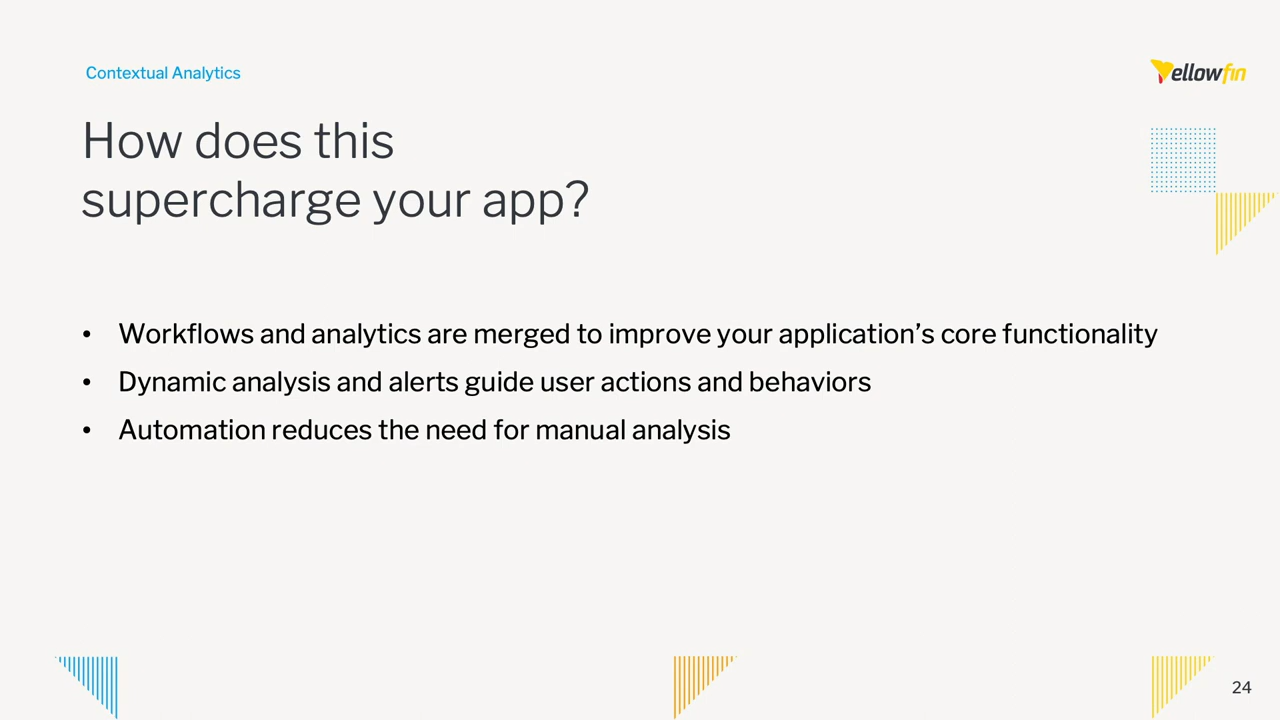 Contextual Analytics
Yellowfin
How does this
supercharge your app?
• Workflows and analytics are merged to improve your application’s core functionality
• Dynamic analysis and alerts guide user actions and behaviors
• Automation reduces the need for manual analysis
24